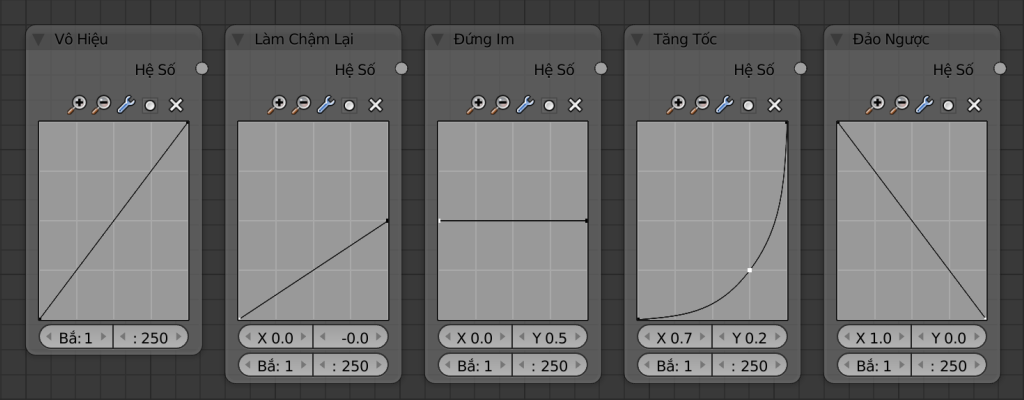 Vô Hiệu
Hệ Số
Bắ: 1 : 250
Làm Chậm Lại
Hệ Số
X 0.0 -0.0
Bắ: 1 : 250
Đứng Im
Hệ Số
X 0.0 Y 0.5
Bắ: 1 : 250
Tăng Tốc
Hệ Số
X 0.7 Y 0.2
Bắ: 1 : 250
Đảo Ngược
Hệ Số
X 1.0 Y 0.0
Bắ: 1 : 250